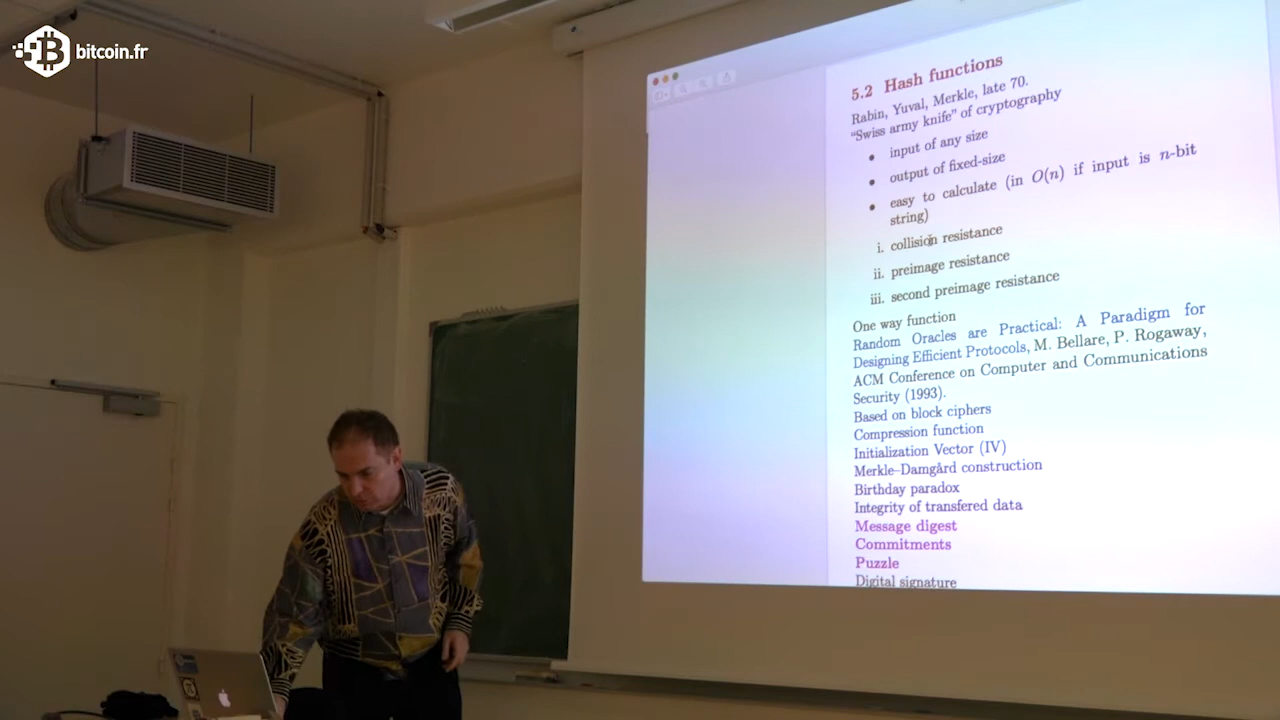 bitcoin.fr
5.2 Hash functions
Rabin, Yuval, Merkle, late 70.
“Swiss army knife” of cryptography
• input of any size
• output of fixed-size
• easy to calculate (in O(n) if input is n-bit
string)
i. collision resistance
ii. preimage resistance
iii. second preimage resistance
One way function
Random Oracles are Practical: A Paradigm for
Designing Efficient Protocols, M. Bellare, P. Rogaway,
ACM Conference on Computer and Communications
Security (1993).
Based on block ciphers
Compression function
Initialization Vector (IV)
Merkle–Damgård construction
Birthday paradox
Integrity of transfered data
Message digest
Commitments
Puzzle
Digital signature